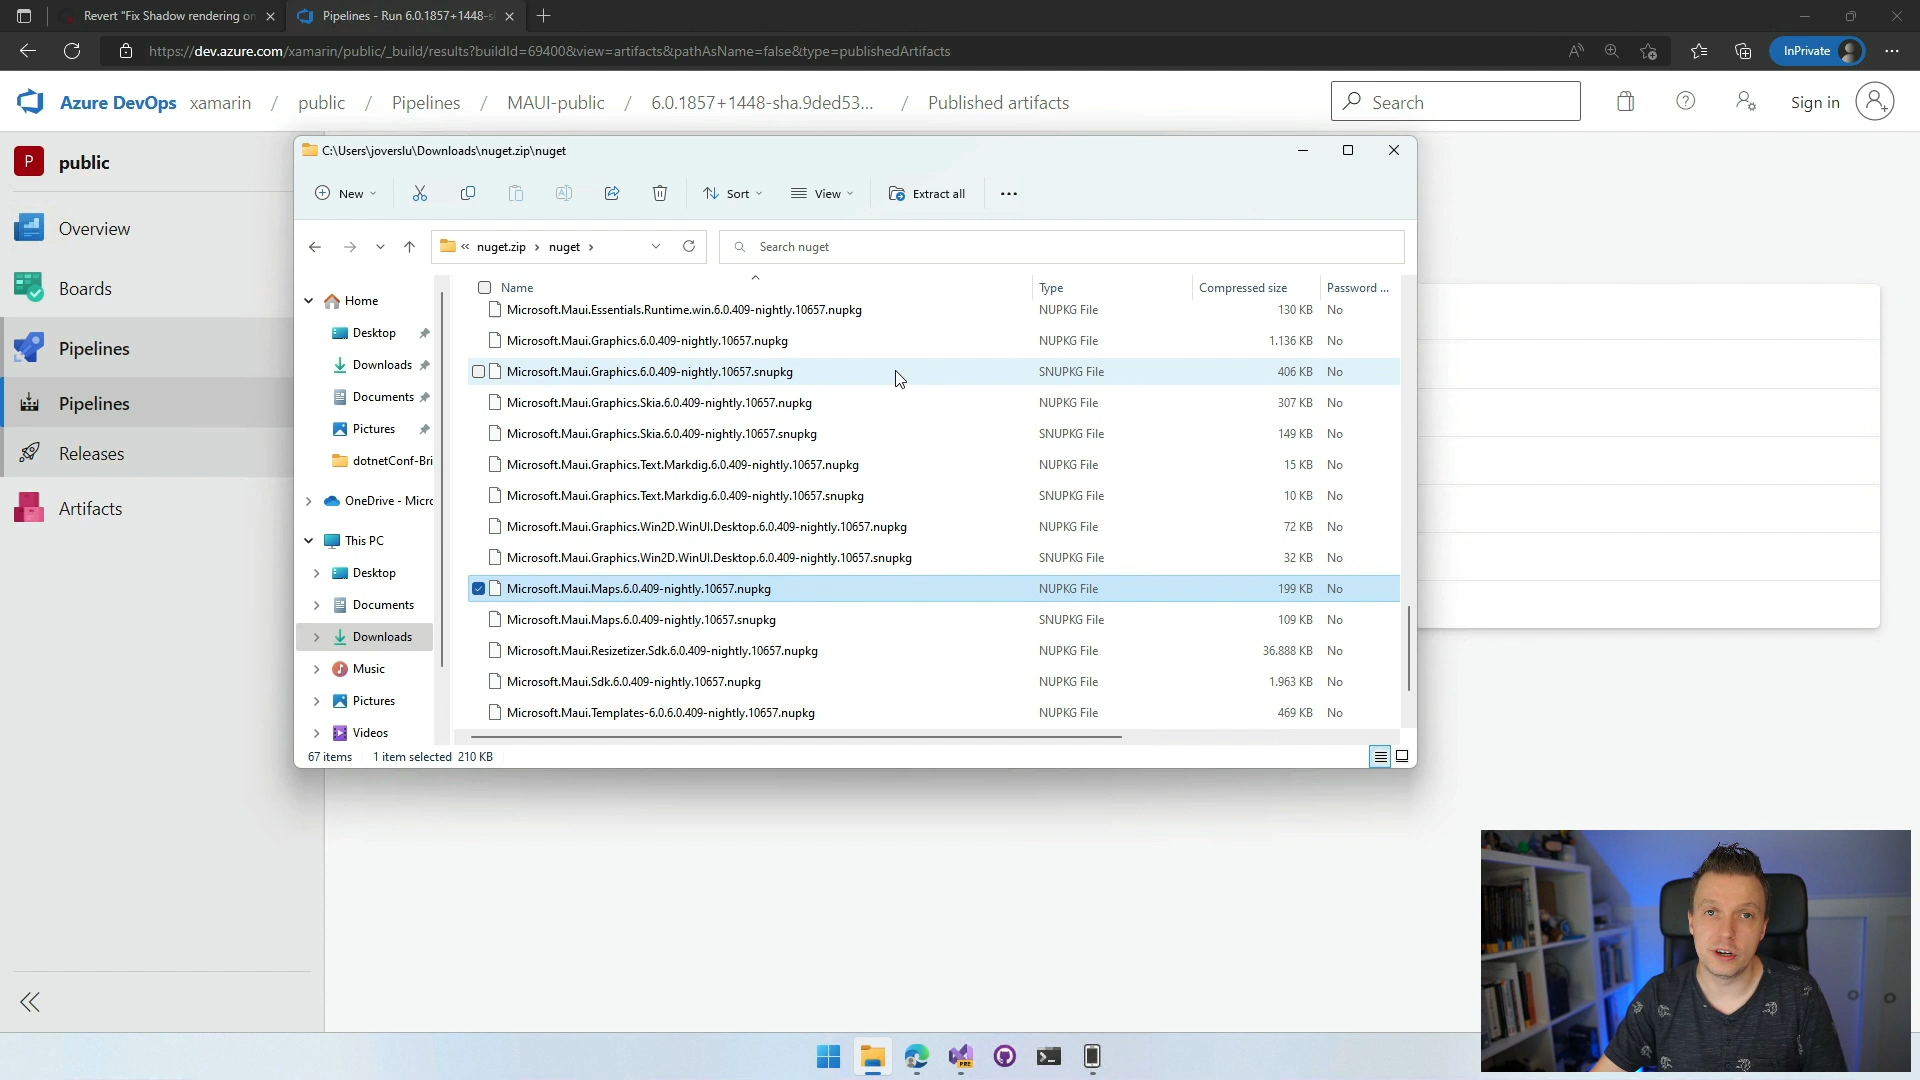 Revert "Fix Shadow rendering on
Pipelines - Run 6.0.1857+1448-s
https://dev.azure.com/xamarin/public/_build/results?buildId=69400&view=artifacts&pathAsName=false&type=publishedArtifacts
InPrivate
Azure DevOps xamarin / public / Pipelines / MAUI-public / 6.0.1857+1448-sha.9ded53... / Published artifacts
Search
Sign in
P public
Overview
Boards
Pipelines
Pipelines
Releases
Artifacts
C:\Users\joverslu\Downloads\nuget.zip\nuget
New
Sort
View
Extract all
« nuget.zip > nuget >
Search nuget
Home
Desktop
Downloads
Documents
Pictures
dotnetConf-Bri
OneDrive - Micr
This PC
Desktop
Documents
Downloads
Music
Pictures
Videos
Name Type Compressed size Password ...
Microsoft.Maui.Essentials.Runtime.win.6.0.409-nightly.10657.nupkg NUPKG File 130 KB No
Microsoft.Maui.Graphics.6.0.409-nightly.10657.nupkg NUPKG File 1.136 KB No
Microsoft.Maui.Graphics.6.0.409-nightly.10657.snupkg SNUPKG File 406 KB No
Microsoft.Maui.Graphics.Skia.6.0.409-nightly.10657.nupkg NUPKG File 307 KB No
Microsoft.Maui.Graphics.Skia.6.0.409-nightly.10657.snupkg SNUPKG File 149 KB No
Microsoft.Maui.Graphics.Text.Markdig.6.0.409-nightly.10657.nupkg NUPKG File 15 KB No
Microsoft.Maui.Graphics.Text.Markdig.6.0.409-nightly.10657.snupkg SNUPKG File 10 KB No
Microsoft.Maui.Graphics.Win2D.WinUI.Desktop.6.0.409-nightly.10657.nupkg NUPKG File 72 KB No
Microsoft.Maui.Graphics.Win2D.WinUI.Desktop.6.0.409-nightly.10657.snupkg SNUPKG File 32 KB No
Microsoft.Maui.Maps.6.0.409-nightly.10657.nupkg NUPKG File 199 KB No
Microsoft.Maui.Maps.6.0.409-nightly.10657.snupkg SNUPKG File 109 KB No
Microsoft.Maui.Resizetizer.Sdk.6.0.409-nightly.10657.nupkg NUPKG File 36.888 KB No
Microsoft.Maui.Sdk.6.0.409-nightly.10657.nupkg NUPKG File 1.963 KB No
Microsoft.Maui.Templates-6.0.6.0.409-nightly.10657.nupkg NUPKG File 469 KB No
67 items 1 item selected 210 KB
PRE